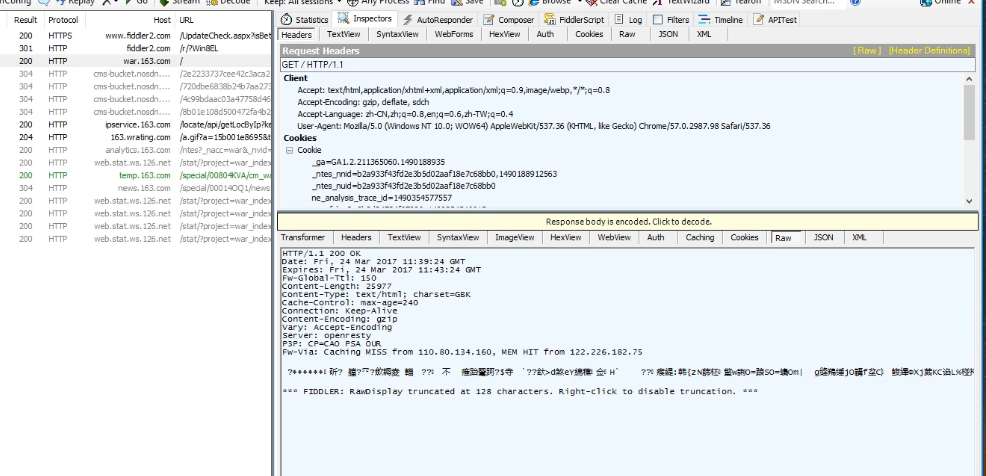 Config Replay Go Stream Decode Keep: All sessions Any Process Find Save Browse Clear Cache TextWizard Tearoff MSDN Search... Online
Result Protocol Host URL
200 HTTPS www.fiddler2.com /UpdateCheck.aspx?isBet
301 HTTP fiddler2.com /r/?Win8EL
200 HTTP war.163.com /
304 HTTP cms-bucket.nosdn.... /2e2233737cee42c3aca2
304 HTTP cms-bucket.nosdn.... /720dbe6838b24b7aa273
304 HTTP cms-bucket.nosdn.... /4c99bdaac03a47758d46
304 HTTP cms-bucket.nosdn.... /8b01e108d500472fa4b2
200 HTTP ipservice.163.com /locate/api/getLocByIp?ke
204 HTTP 163.wrating.com /a.gif?a=15b001e8695&t
200 HTTP analytics.163.com /ntes?_nacc=war&_nvid=
200 HTTP web.stat.ws.126.net /stat/?project=war_index
200 HTTP temp.163.com /special/00804KVA/cm_wa
304 HTTP news.163.com /special/00014OQ1/news
200 HTTP web.stat.ws.126.net /stat/?project=war_index
200 HTTP web.stat.ws.126.net /stat/?project=war_index
200 HTTP web.stat.ws.126.net /stat/?project=war_index
Statistics Inspectors AutoResponder Composer FiddlerScript Log Filters Timeline APITest
Headers TextView SyntaxView WebForms HexView Auth Cookies Raw JSON XML
Request Headers [ Raw ] [Header Definitions]
GET / HTTP/1.1
Client
Accept: text/html,application/xhtml+xml,application/xml;q=0.9,image/webp,*/*;q=0.8
Accept-Encoding: gzip, deflate, sdch
Accept-Language: zh-CN,zh;q=0.8,en;q=0.6,zh-TW;q=0.4
User-Agent: Mozilla/5.0 (Windows NT 10.0; WOW64) AppleWebKit/537.36 (KHTML, like Gecko) Chrome/57.0.2987.98 Safari/537.36
Cookies
Cookie
_ga=GA1.2.211365060.1490188935
_ntes_nnid=b2a933f43fd2e3b5d02aaf18e7c68bb0,1490188912563
_ntes_nuid=b2a933f43fd2e3b5d02aaf18e7c68bb0
ne_analysis_trace_id=1490354577557
Response body is encoded. Click to decode.
Transformer Headers TextView SyntaxView ImageView HexView WebView Auth Caching Cookies Raw JSON XML
HTTP/1.1 200 OK
Date: Fri, 24 Mar 2017 11:39:24 GMT
Expires: Fri, 24 Mar 2017 11:43:24 GMT
Fw-Global-Ttl: 150
Content-Length: 25977
Content-Type: text/html; charset=GBK
Cache-Control: max-age=240
Connection: Keep-Alive
Content-Encoding: gzip
Vary: Accept-Encoding
Server: openresty
P3P: CP=CAO PSA OUR
Fw-Via: Caching MISS from 110.80.134.160, MEM HIT from 122.226.182.75
*** FIDDLER: RawDisplay truncated at 128 characters. Right-click to disable truncation. ***